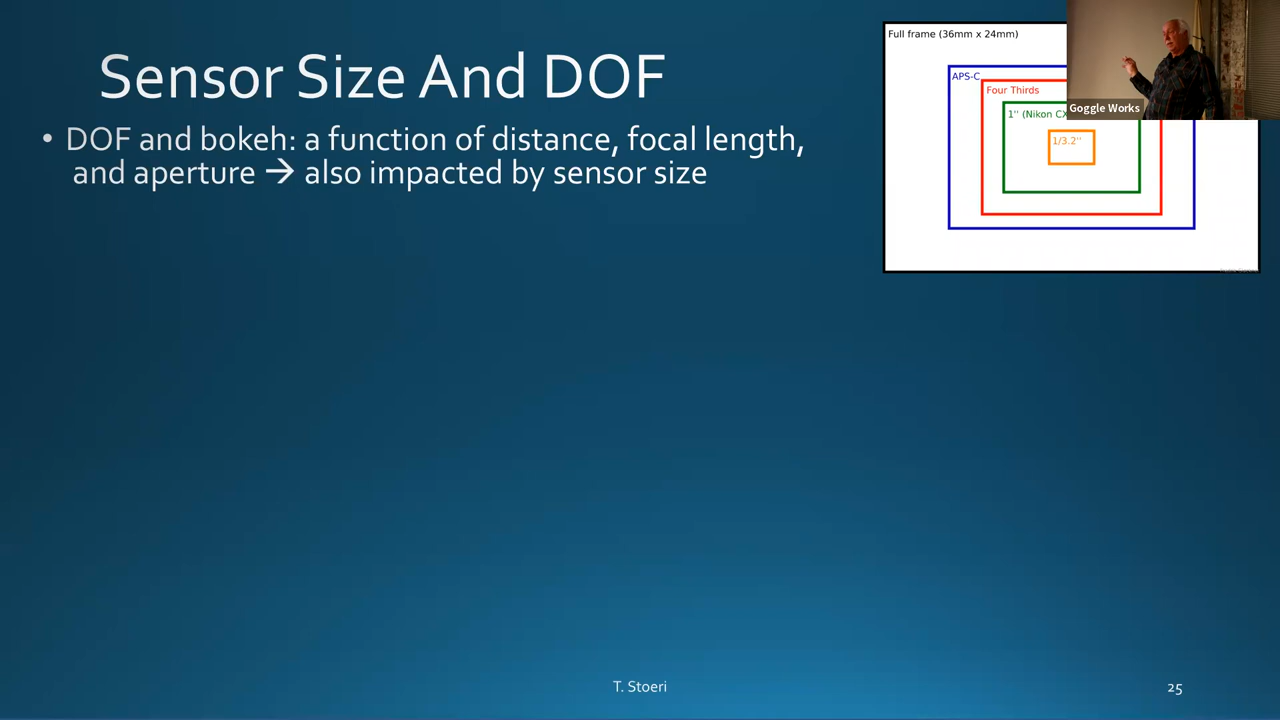 Sensor Size And DOF
• DOF and bokeh: a function of distance, focal length,
and aperture → also impacted by sensor size
Full frame (36mm x 24mm)
APS-C
Four Thirds
1'' (Nikon CX
1/3.2''
Goggle Works
T. Stoeri
25